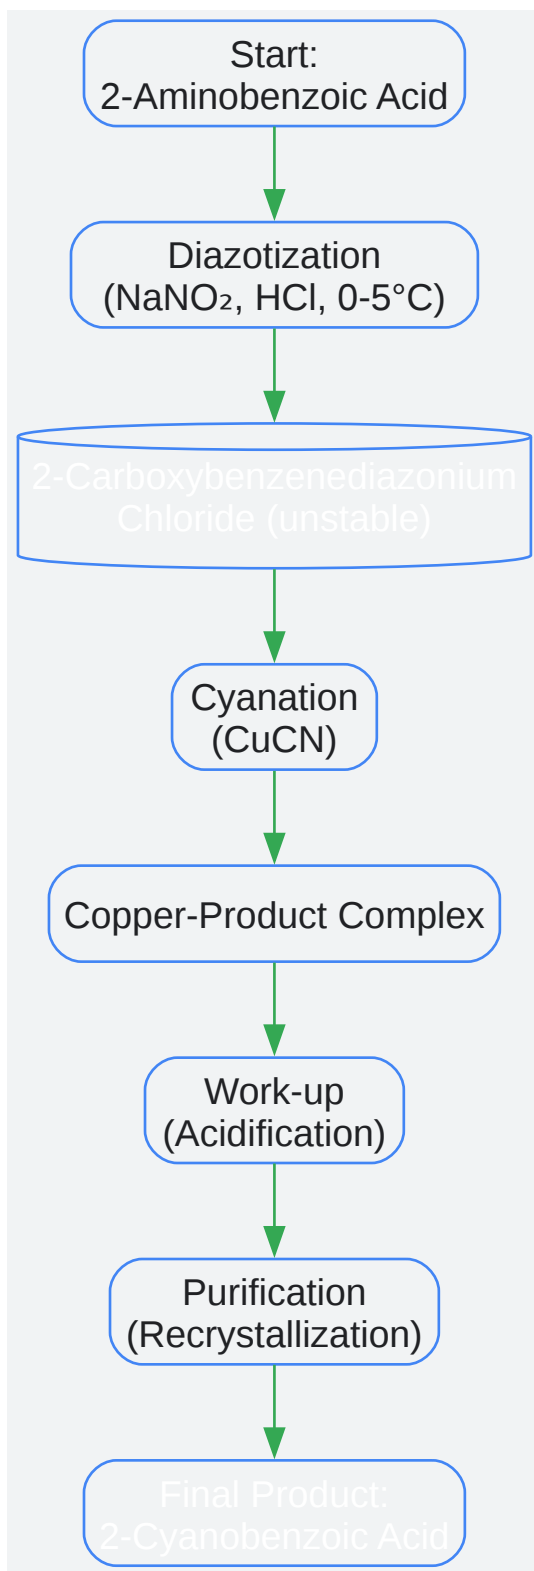 Start:
2-Aminobenzoic Acid
Diazotization
(NaNO₂, HCl, 0-5°C)
2-Carboxybenzenediazonium
Chloride (unstable)
Cyanation
(CuCN)
Copper-Product Complex
Work-up
(Acidification)
Purification
(Recrystallization)
Final Product:
2-Cyanobenzoic Acid